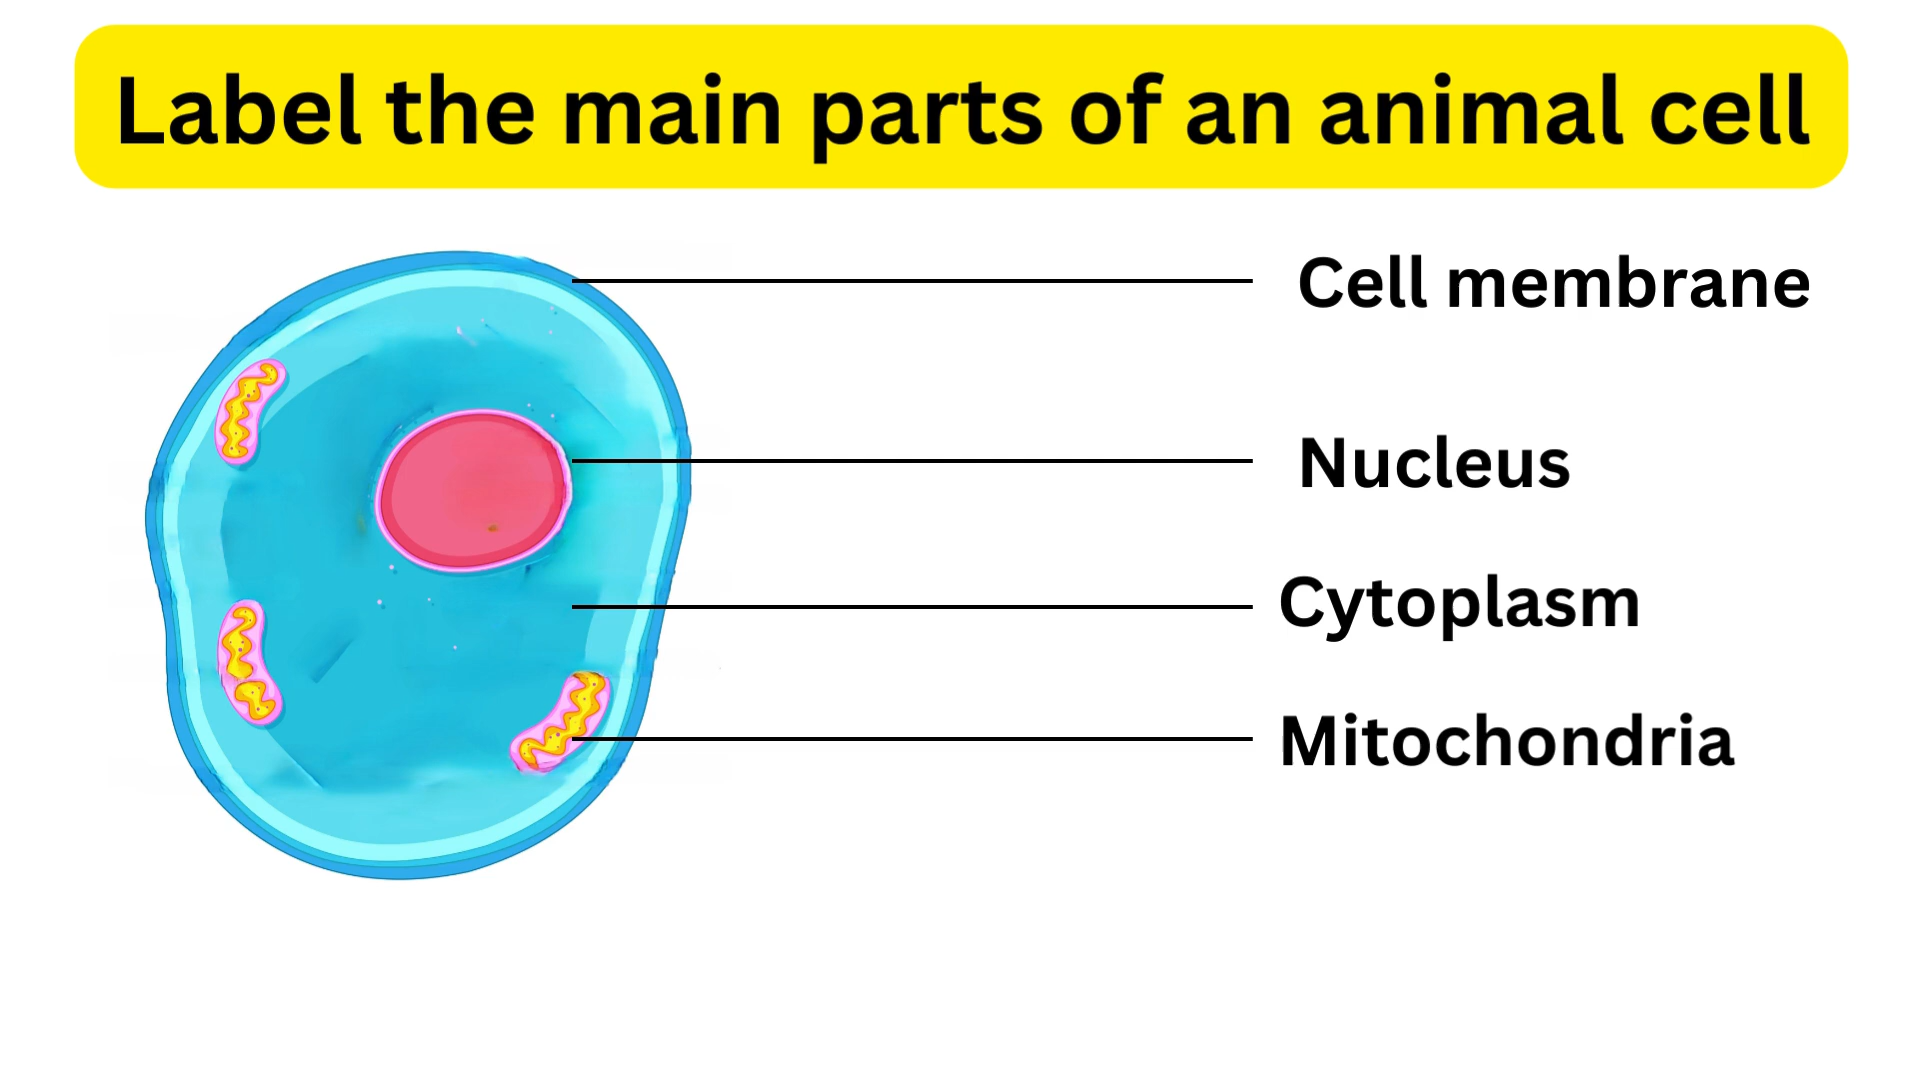 Label the main parts of an animal cell
Cell membrane
Nucleus
Cytoplasm
Mitochondria